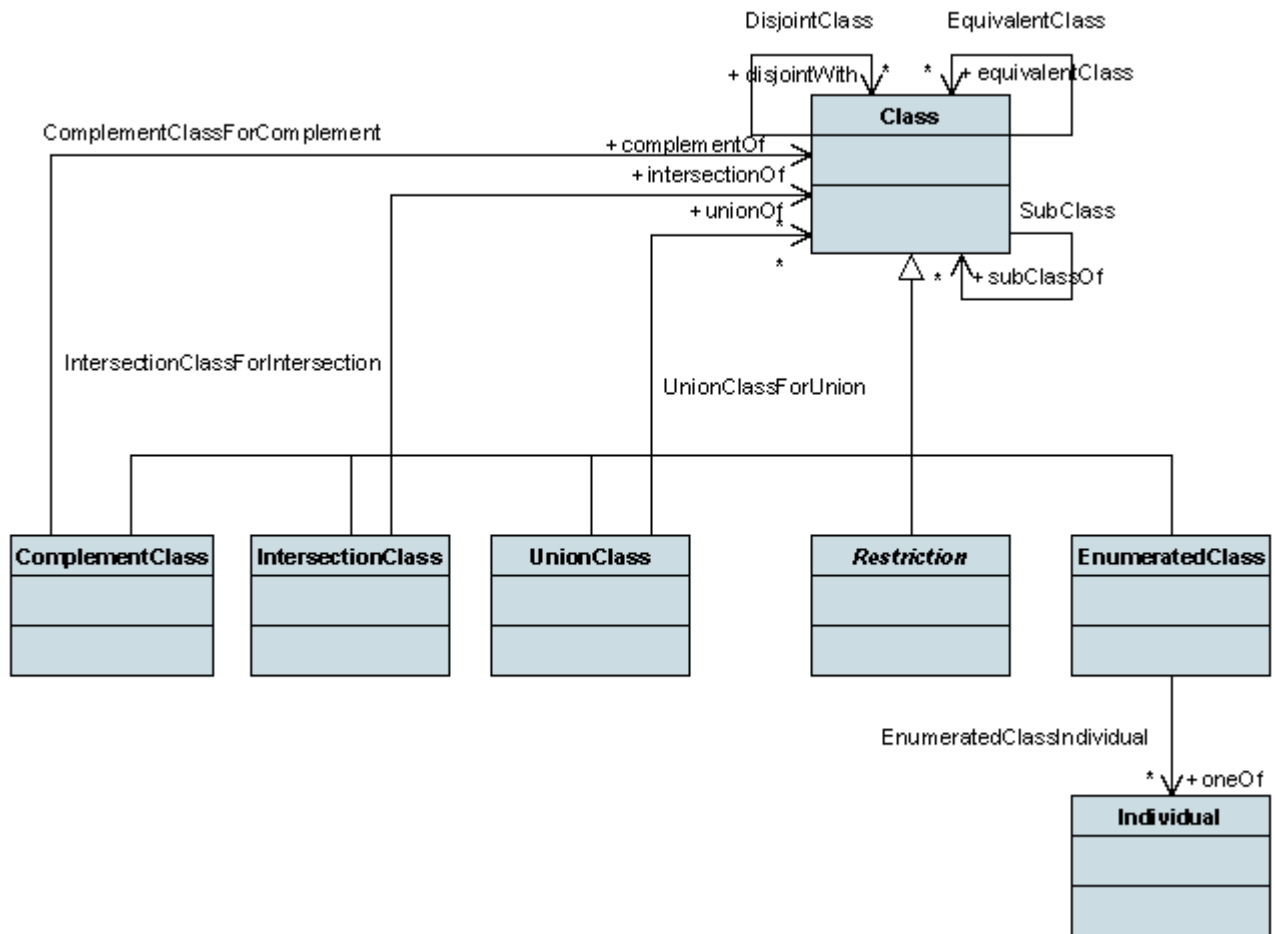 DisjointClass EquivalentClass
+ disjointWith * * + equivalentClass
Class
ComplementClassForComplement
+ complementOf
+ intersectionOf
*
+ unionOf
*
SubClass
* + subClassOf
IntersectionClassForIntersection
UnionClassForUnion
ComplementClass IntersectionClass UnionClass Restriction EnumeratedClass
EnumeratedClassIndividual
* + oneOf
Individual